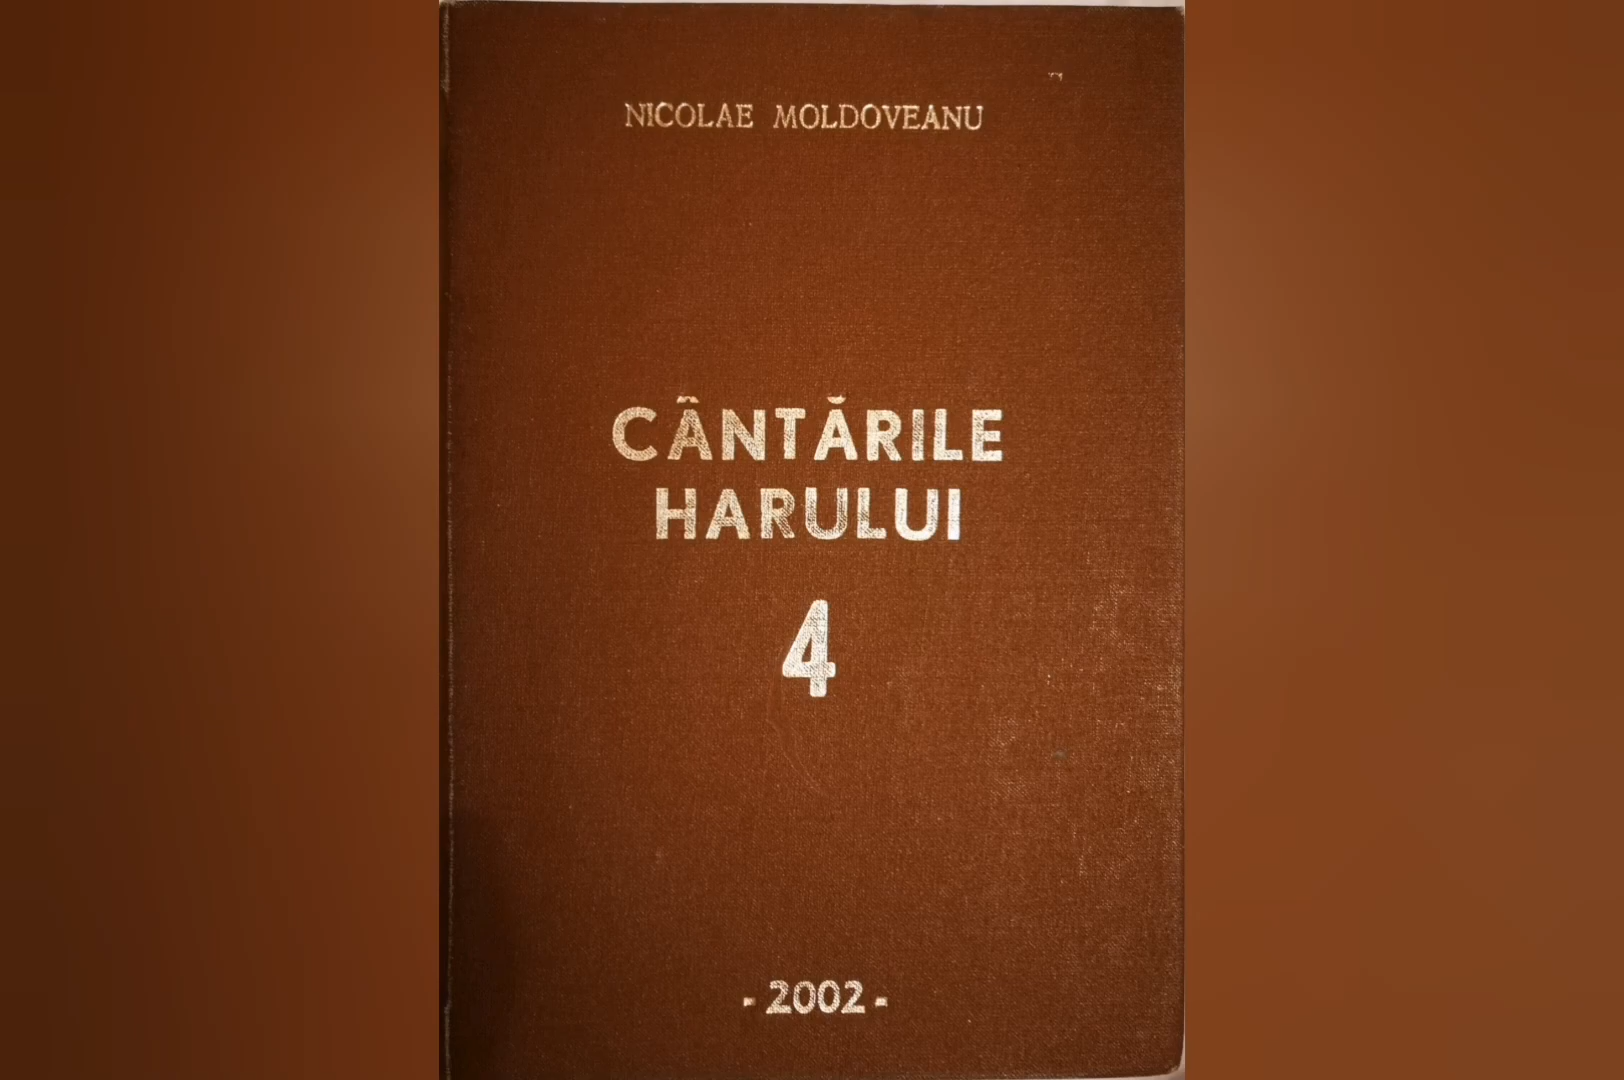 NICOLAE MOLDOVEANU
CÂNTĂRILE
HARULUI
4
- 2002 -